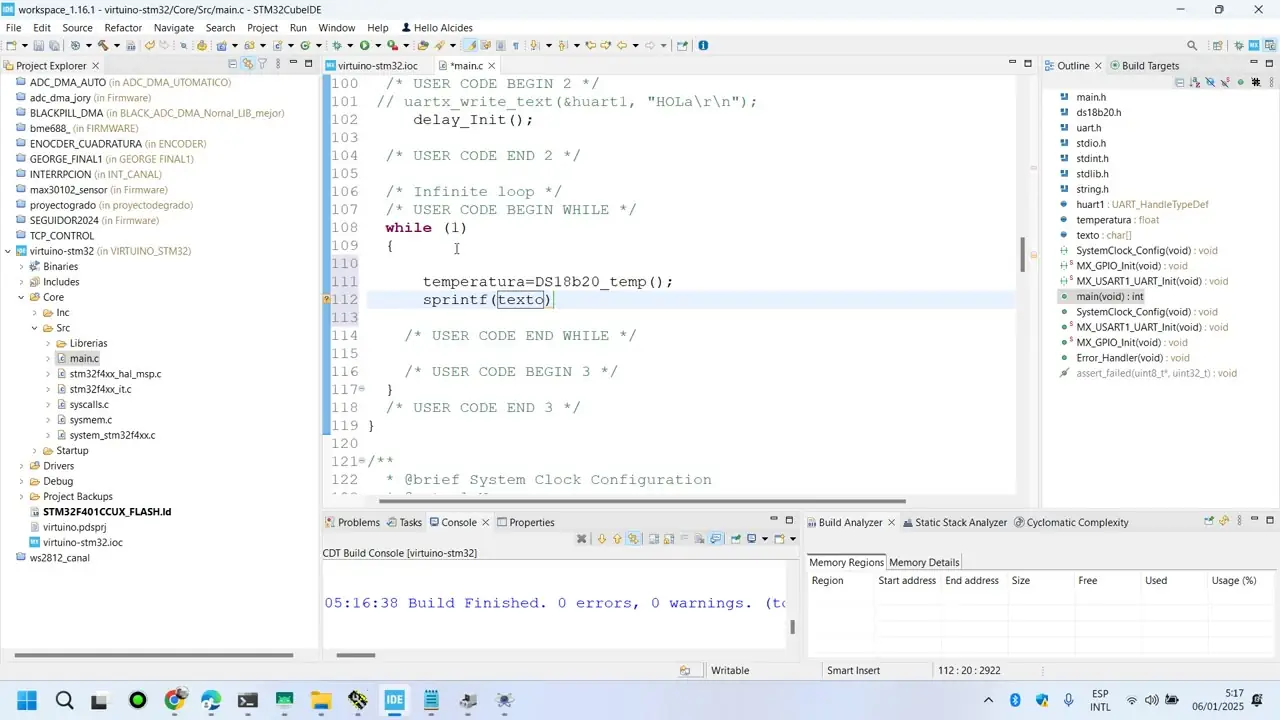 workspace_1.16.1 - virtuino-stm32/Core/Src/main.c - STM32CubeIDE
File Edit Source Refactor Navigate Search Project Run Window Help Hello Alcides
Project Explorer
ADC_DMA_AUTO (in ADC_DMA_UTOMATICO)
adc_dma_jory (in Firmware)
BLACKPILL_DMA (in BLACK_ADC_DMA_Nornal_LIB_mejor)
bme688_ (in FIRMWARE)
ENOCDER_CUADRATURA (in ENCODER)
GEORGE_FINAL1 (in GEORGE FINAL1)
INTERRPCION (in INT_CANAL)
max30102_sensor (in Firmware)
proyectogrado (in proyectodegrado)
SEGUIDOR2024 (in Firmware)
TCP_CONTROL
virtuino-stm32 (in VIRTUINO_STM32)
Binaries
Includes
Core
Inc
Src
Librerias
main.c
stm32f4xx_hal_msp.c
stm32f4xx_it.c
syscalls.c
sysmem.c
system_stm32f4xx.c
Startup
Drivers
Debug
Project Backups
STM32F401CCUX_FLASH.ld
virtuino.pdsprj
virtuino-stm32.ioc
ws2812_canal
virtuino-stm32.ioc *main.c
100 /* USER CODE BEGIN 2 */
101 // uartx_write_text(&huart1, "HOLa\r\n");
102 delay_Init();
103
104 /* USER CODE END 2 */
105
106 /* Infinite loop */
107 /* USER CODE BEGIN WHILE */
108 while (1)
109 {
110
111 temperatura=DS18b20_temp();
112 sprintf(texto)
113
114 /* USER CODE END WHILE */
115
116 /* USER CODE BEGIN 3 */
117 }
118 /* USER CODE END 3 */
119 }
120
121 /**
122 * @brief System Clock Configuration
Outline Build Targets
main.h
ds18b20.h
uart.h
stdio.h
stdint.h
stdlib.h
string.h
huart1 : UART_HandleTypeDef
temperatura : float
texto : char[]
SystemClock_Config(void) : void
MX_GPIO_Init(void) : void
MX_USART1_UART_Init(void) : void
main(void) : int
SystemClock_Config(void) : void
MX_USART1_UART_Init(void) : void
MX_GPIO_Init(void) : void
Error_Handler(void) : void
assert_failed(uint8_t*, uint32_t) : void
Problems Tasks Console Properties
CDT Build Console [virtuino-stm32]
05:16:38 Build Finished. 0 errors, 0 warnings. (to
Build Analyzer Static Stack Analyzer Cyclomatic Complexity
Memory Regions Memory Details
Region Start address End address Size Free Used Usage (%)
Writable Smart Insert 112 : 20 : 2922
IDE
ESP
INTL
5:17
06/01/2025